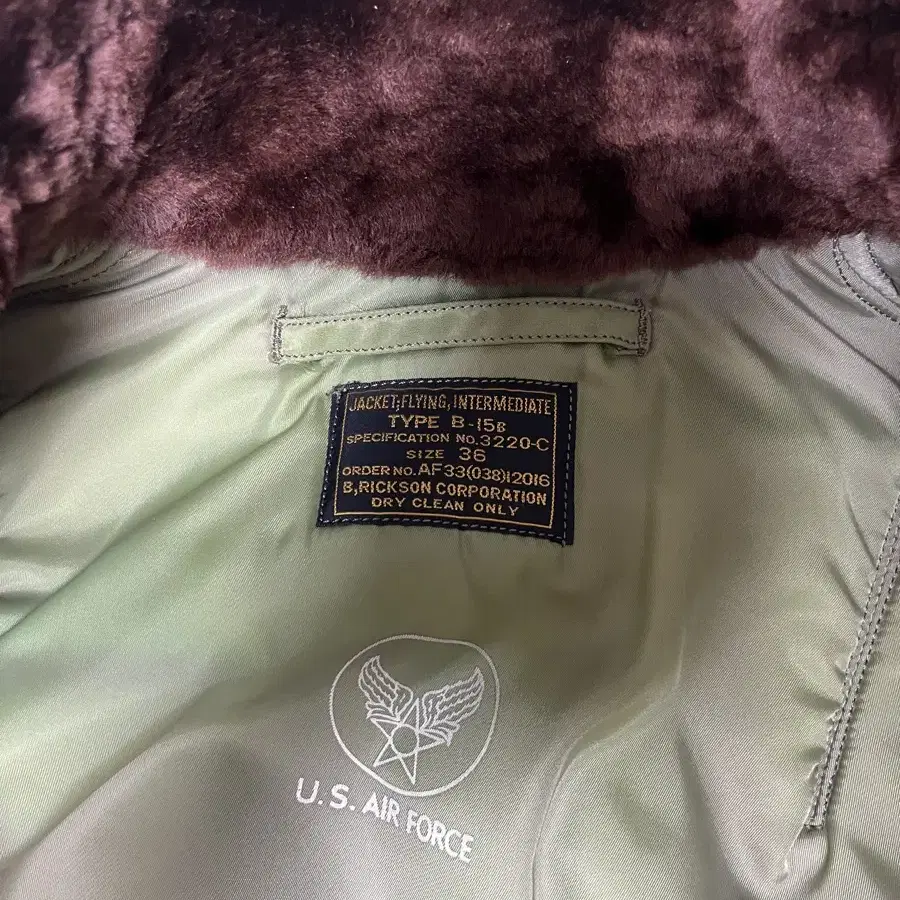 JACKET;FLYING, INTERMEDIATE
TYPE B-15B
SPECIFICATION NO.3220-C
SIZE 36
ORDER NO.AF33(038)12016
B,RICKSON CORPORATION
DRY CLEAN ONLY
U.S. AIR FORCE